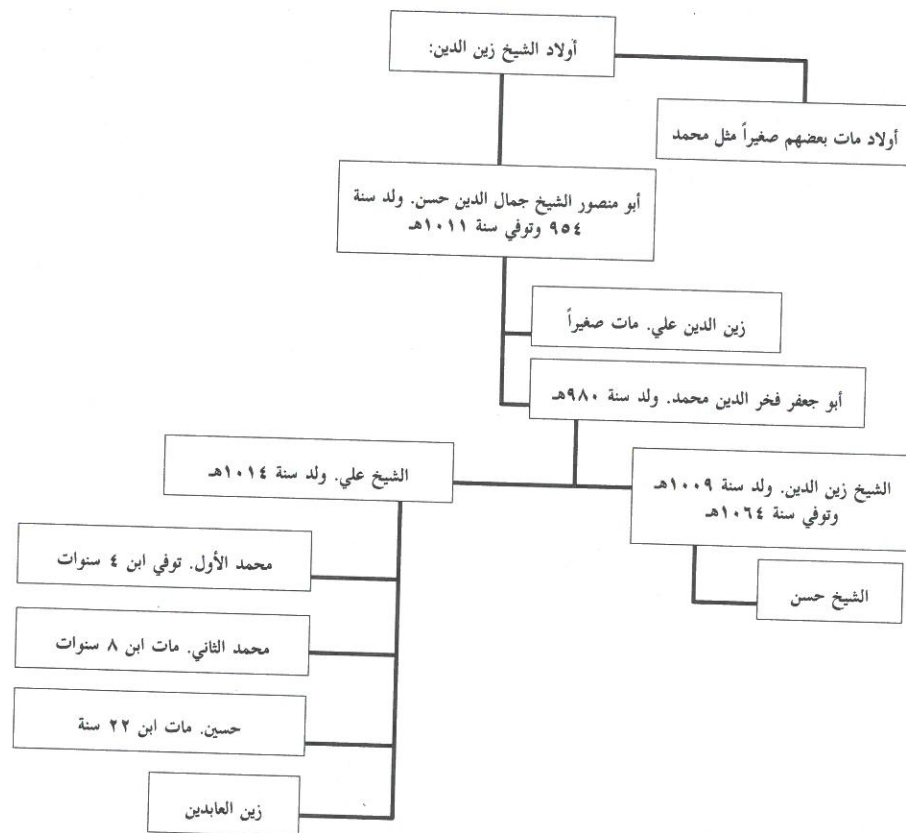 أولاد الشيخ زين الدين:
أولاد مات بعضهم صغيراً مثل محمد
أبو منصور الشيخ جمال الدين حسن. ولد سنة
٩٥٤ وتوفي سنة ١٠١١هـ
زين الدين علي. مات صغيراً
أبو جعفر فخر الدين محمد. ولد سنة ٩٨٠هـ
الشيخ زين الدين. ولد سنة ١٠٠٩هـ
وتوفي سنة ١٠٦٤هـ
الشيخ حسن
الشيخ علي. ولد سنة ١٠١٤هـ
محمد الأول. توفي ابن ٤ سنوات
محمد الثاني. مات ابن ٨ سنوات
حسين. مات ابن ٢٢ سنة
زين العابدين